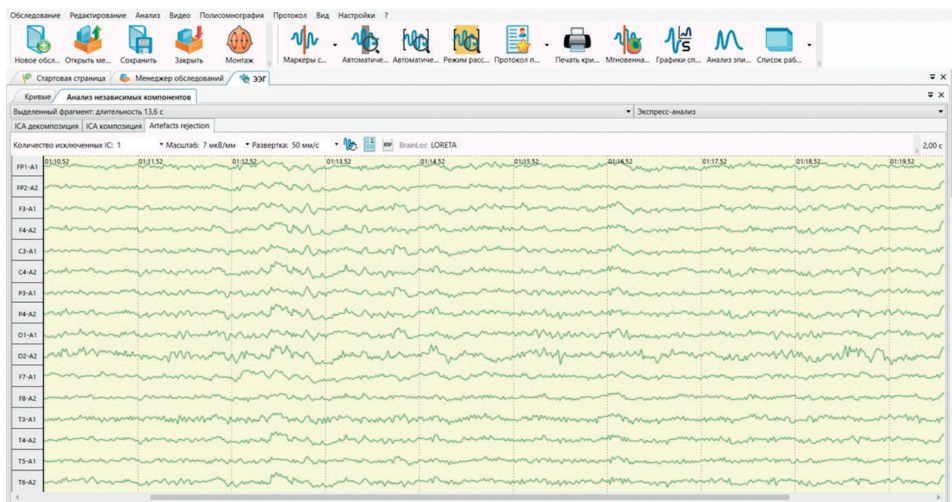 Обследование Редактирование Анализ Видео Полисомнография Протокол Вид Настройки ?
Новое обсл... Открыть ме... Сохранить Закрыть Монтаж Маркеры с... Автоматиче... Автоматиче... Режим расс... Протокол п... Печать кри... Мгновенна... Графики сп... Анализ эпи... Список раб...
Стартовая страница Менеджер обследований ЭЭГ
Кривые Анализ независимых компонентов
Выделенный фрагмент: длительность 13,6 с Экспресс-анализ
ICA декомпозиция ICA композиция Artefacts rejection
Количество исключенных IC: 1 Масштаб: 7 мкВ/мм Развертка: 50 мм/с EDF BrainLoc LORETA 2,00 с
01:10,52 01:11,52 01:12,52 01:13,52 01:14,52 01:15,52 01:16,52 01:17,52 01:18,52 01:19,52
FP1-A1
FP2-A2
F3-A1
F4-A2
C3-A1
C4-A2
P3-A1
P4-A2
O1-A1
O2-A2
F7-A1
F8-A2
T3-A1
T4-A2
T5-A1
T6-A2